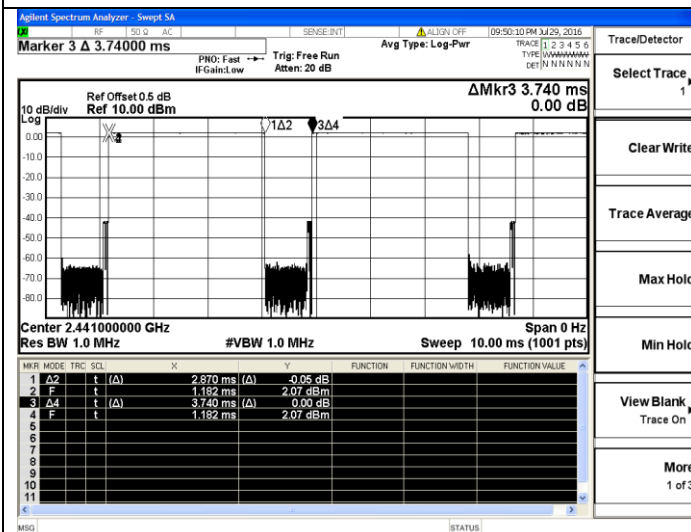 Agilent Spectrum Analyzer - Swept SA
RF 50 Ω AC SENSE:INT ALIGN OFF 09:50:10 PM Jul 29, 2016
Marker 3 Δ 3.74000 ms
PNO: Fast Trig: Free Run Avg Type: Log-Pwr TRACE 1 2 3 4 5 6
TYPE
IFGain:Low Atten: 20 dB DET N N N N N N
ΔMkr3 3.740 ms
0.00 dB
Ref Offset 0.5 dB
10 dB/div Ref 10.00 dBm
Log
1Δ2 3Δ4
0.00
-10.0
-20.0
-30.0
-40.0
-50.0
-60.0
-70.0
-80.0
Center 2.441000000 GHz Span 0 Hz
Res BW 1.0 MHz #VBW 1.0 MHz Sweep 10.00 ms (1001 pts)
MKR MODE TRC SCL X Y FUNCTION FUNCTION WIDTH FUNCTION VALUE
1 Δ2 t (Δ) 2.870 ms (Δ) -0.05 dB
2 F t 1.182 ms 2.07 dBm
3 Δ4 t (Δ) 3.740 ms (Δ) 0.00 dB
4 F t 1.182 ms 2.07 dBm
5
6
7
8
9
10
11
MSG STATUS
Trace/Detector
Select Trace
1
Clear Write
Trace Average
Max Hold
Min Hold
View Blank
Trace On
More
1 of 3